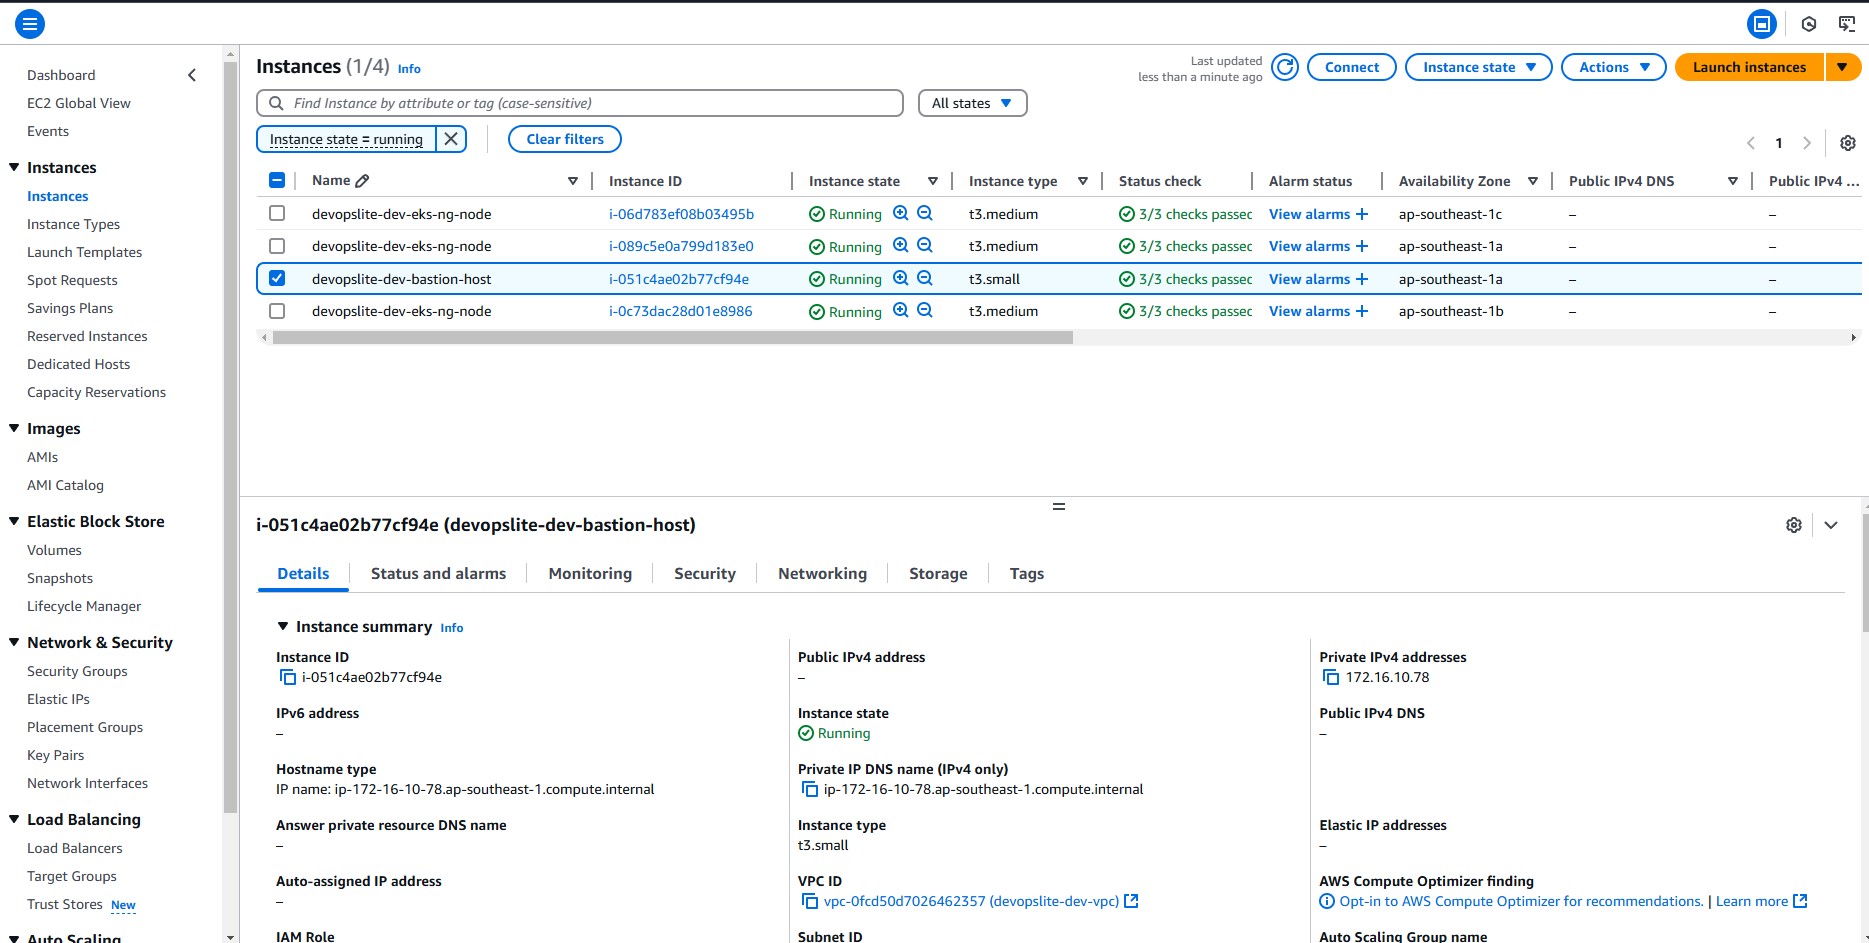 Dashboard
EC2 Global View
Events
Instances
Instances
Instance Types
Launch Templates
Spot Requests
Savings Plans
Reserved Instances
Dedicated Hosts
Capacity Reservations
Images
AMIs
AMI Catalog
Elastic Block Store
Volumes
Snapshots
Lifecycle Manager
Network & Security
Security Groups
Elastic IPs
Placement Groups
Key Pairs
Network Interfaces
Load Balancing
Load Balancers
Target Groups
Trust Stores New
Auto Scaling
Instances (1/4) Info
Last updated
less than a minute ago
Connect Instance state Actions Launch instances
Find Instance by attribute or tag (case-sensitive) All states
Instance state = running Clear filters 1
Name Instance ID Instance state Instance type Status check Alarm status Availability Zone Public IPv4 DNS Public IPv4 ...
devopslite-dev-eks-ng-node i-06d783ef08b03495b Running t3.medium 3/3 checks passec View alarms + ap-southeast-1c – –
devopslite-dev-eks-ng-node i-089c5e0a799d183e0 Running t3.medium 3/3 checks passec View alarms + ap-southeast-1a – –
devopslite-dev-bastion-host i-051c4ae02b77cf94e Running t3.small 3/3 checks passec View alarms + ap-southeast-1a – –
devopslite-dev-eks-ng-node i-0c73dac28d01e8986 Running t3.medium 3/3 checks passec View alarms + ap-southeast-1b – –
i-051c4ae02b77cf94e (devopslite-dev-bastion-host)
Details Status and alarms Monitoring Security Networking Storage Tags
Instance summary Info
Instance ID
i-051c4ae02b77cf94e
Public IPv4 address
–
Private IPv4 addresses
172.16.10.78
IPv6 address
–
Instance state
Running
Public IPv4 DNS
–
Hostname type
IP name: ip-172-16-10-78.ap-southeast-1.compute.internal
Private IP DNS name (IPv4 only)
ip-172-16-10-78.ap-southeast-1.compute.internal
Answer private resource DNS name
–
Instance type
t3.small
Elastic IP addresses
–
Auto-assigned IP address
–
VPC ID
vpc-0fcd50d7026462357 (devopslite-dev-vpc)
AWS Compute Optimizer finding
Opt-in to AWS Compute Optimizer for recommendations. | Learn more
IAM Role
Subnet ID
Auto Scaling Group name